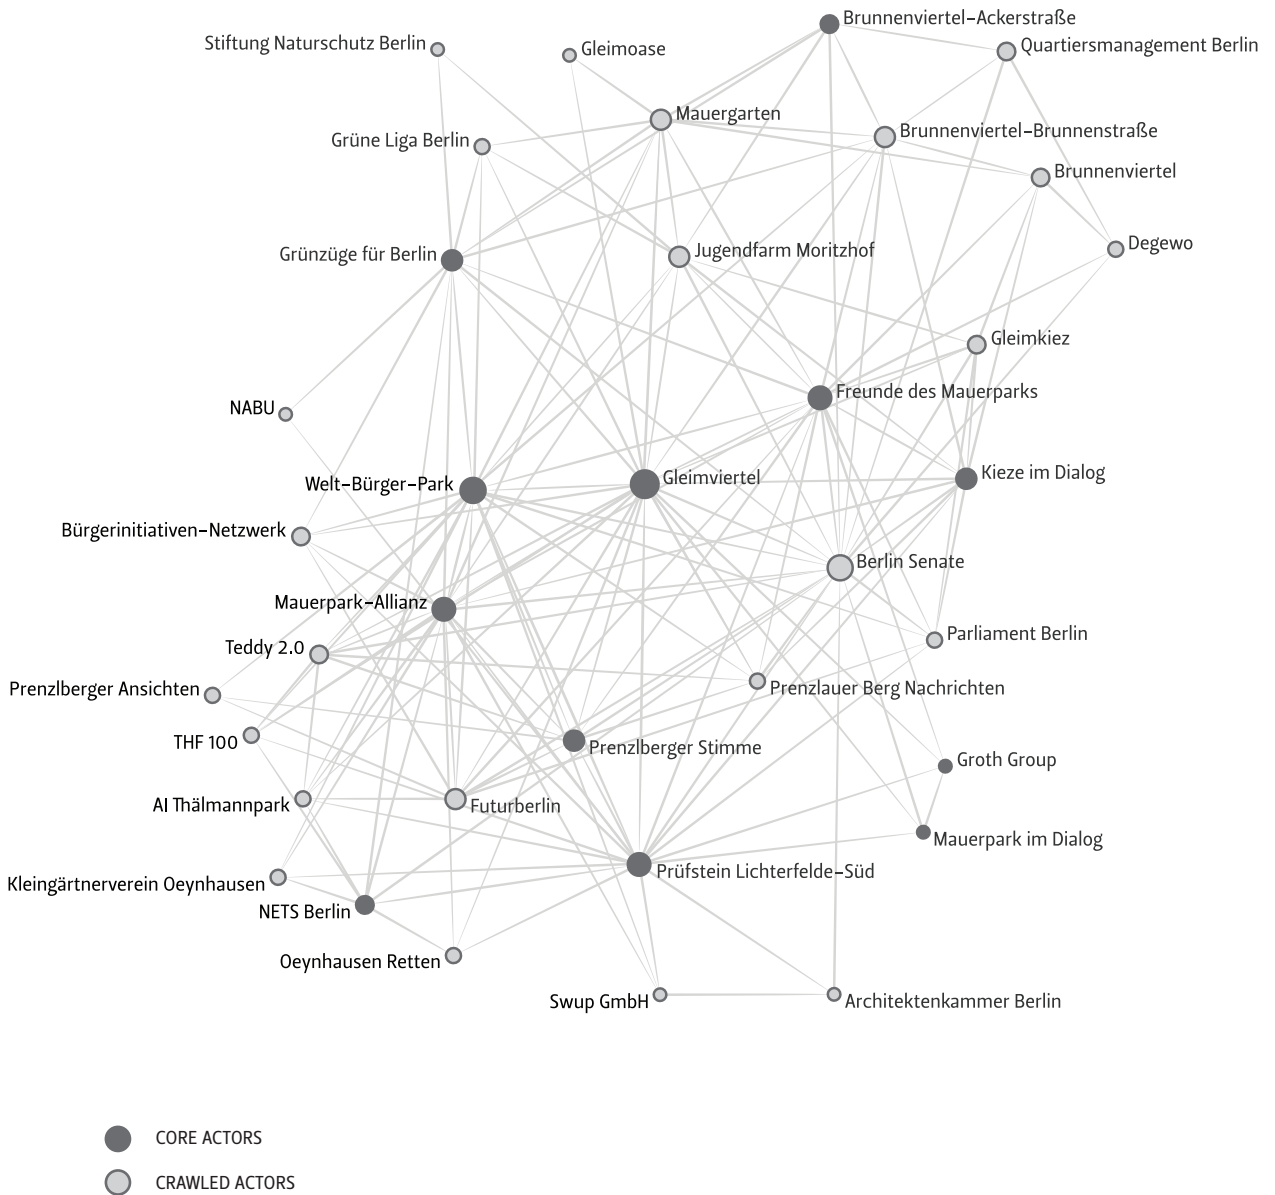 Brunnenviertel–Ackerstraße
Stiftung Naturschutz Berlin
Gleimoase
Quartiersmanagement Berlin
Mauergarten
Grüne Liga Berlin
Brunnenviertel–Brunnenstraße
Brunnenviertel
Grünzüge für Berlin
Jugendfarm Moritzhof
Degewo
Gleimkiez
Freunde des Mauerparks
NABU
Welt–Bürger–Park
Gleimviertel
Kieze im Dialog
Bürgerinitiativen–Netzwerk
Berlin Senate
Mauerpark–Allianz
Teddy 2.0
Parliament Berlin
Prenzlberger Ansichten
Prenzlauer Berg Nachrichten
THF 100
Prenzlberger Stimme
Groth Group
AI Thälmannpark
Futurberlin
Mauerpark im Dialog
Prüfstein Lichterfelde–Süd
Kleingärtnerverein Oeynhausen
NETS Berlin
Oeynhausen Retten
Swup GmbH
Architektenkammer Berlin
CORE ACTORS
CRAWLED ACTORS